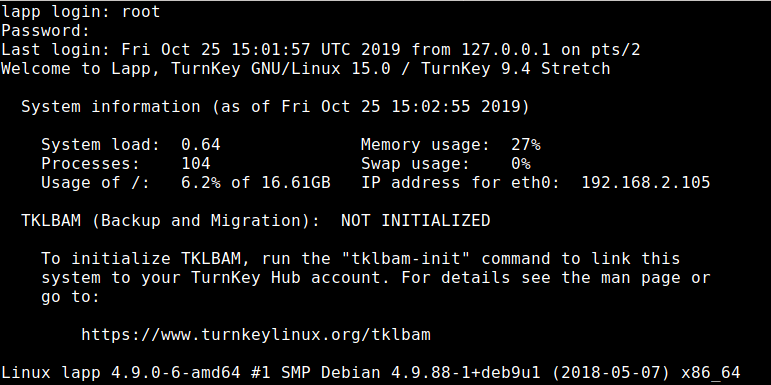 lapp login: root
Password:
Last login: Fri Oct 25 15:01:57 UTC 2019 from 127.0.0.1 on pts/2
Welcome to Lapp, TurnKey GNU/Linux 15.0 / TurnKey 9.4 Stretch
System information (as of Fri Oct 25 15:02:55 2019)
System load:  0.64              Memory usage:  27%
Processes:    104               Swap usage:    0%
Usage of /:   6.2% of 16.61GB   IP address for eth0:  192.168.2.105
TKLBAM (Backup and Migration):  NOT INITIALIZED
To initialize TKLBAM, run the "tklbam-init" command to link this
system to your TurnKey Hub account. For details see the man page or
go to:
https://www.turnkeylinux.org/tklbam
Linux lapp 4.9.0-6-amd64 #1 SMP Debian 4.9.88-1+deb9u1 (2018-05-07) x86_64